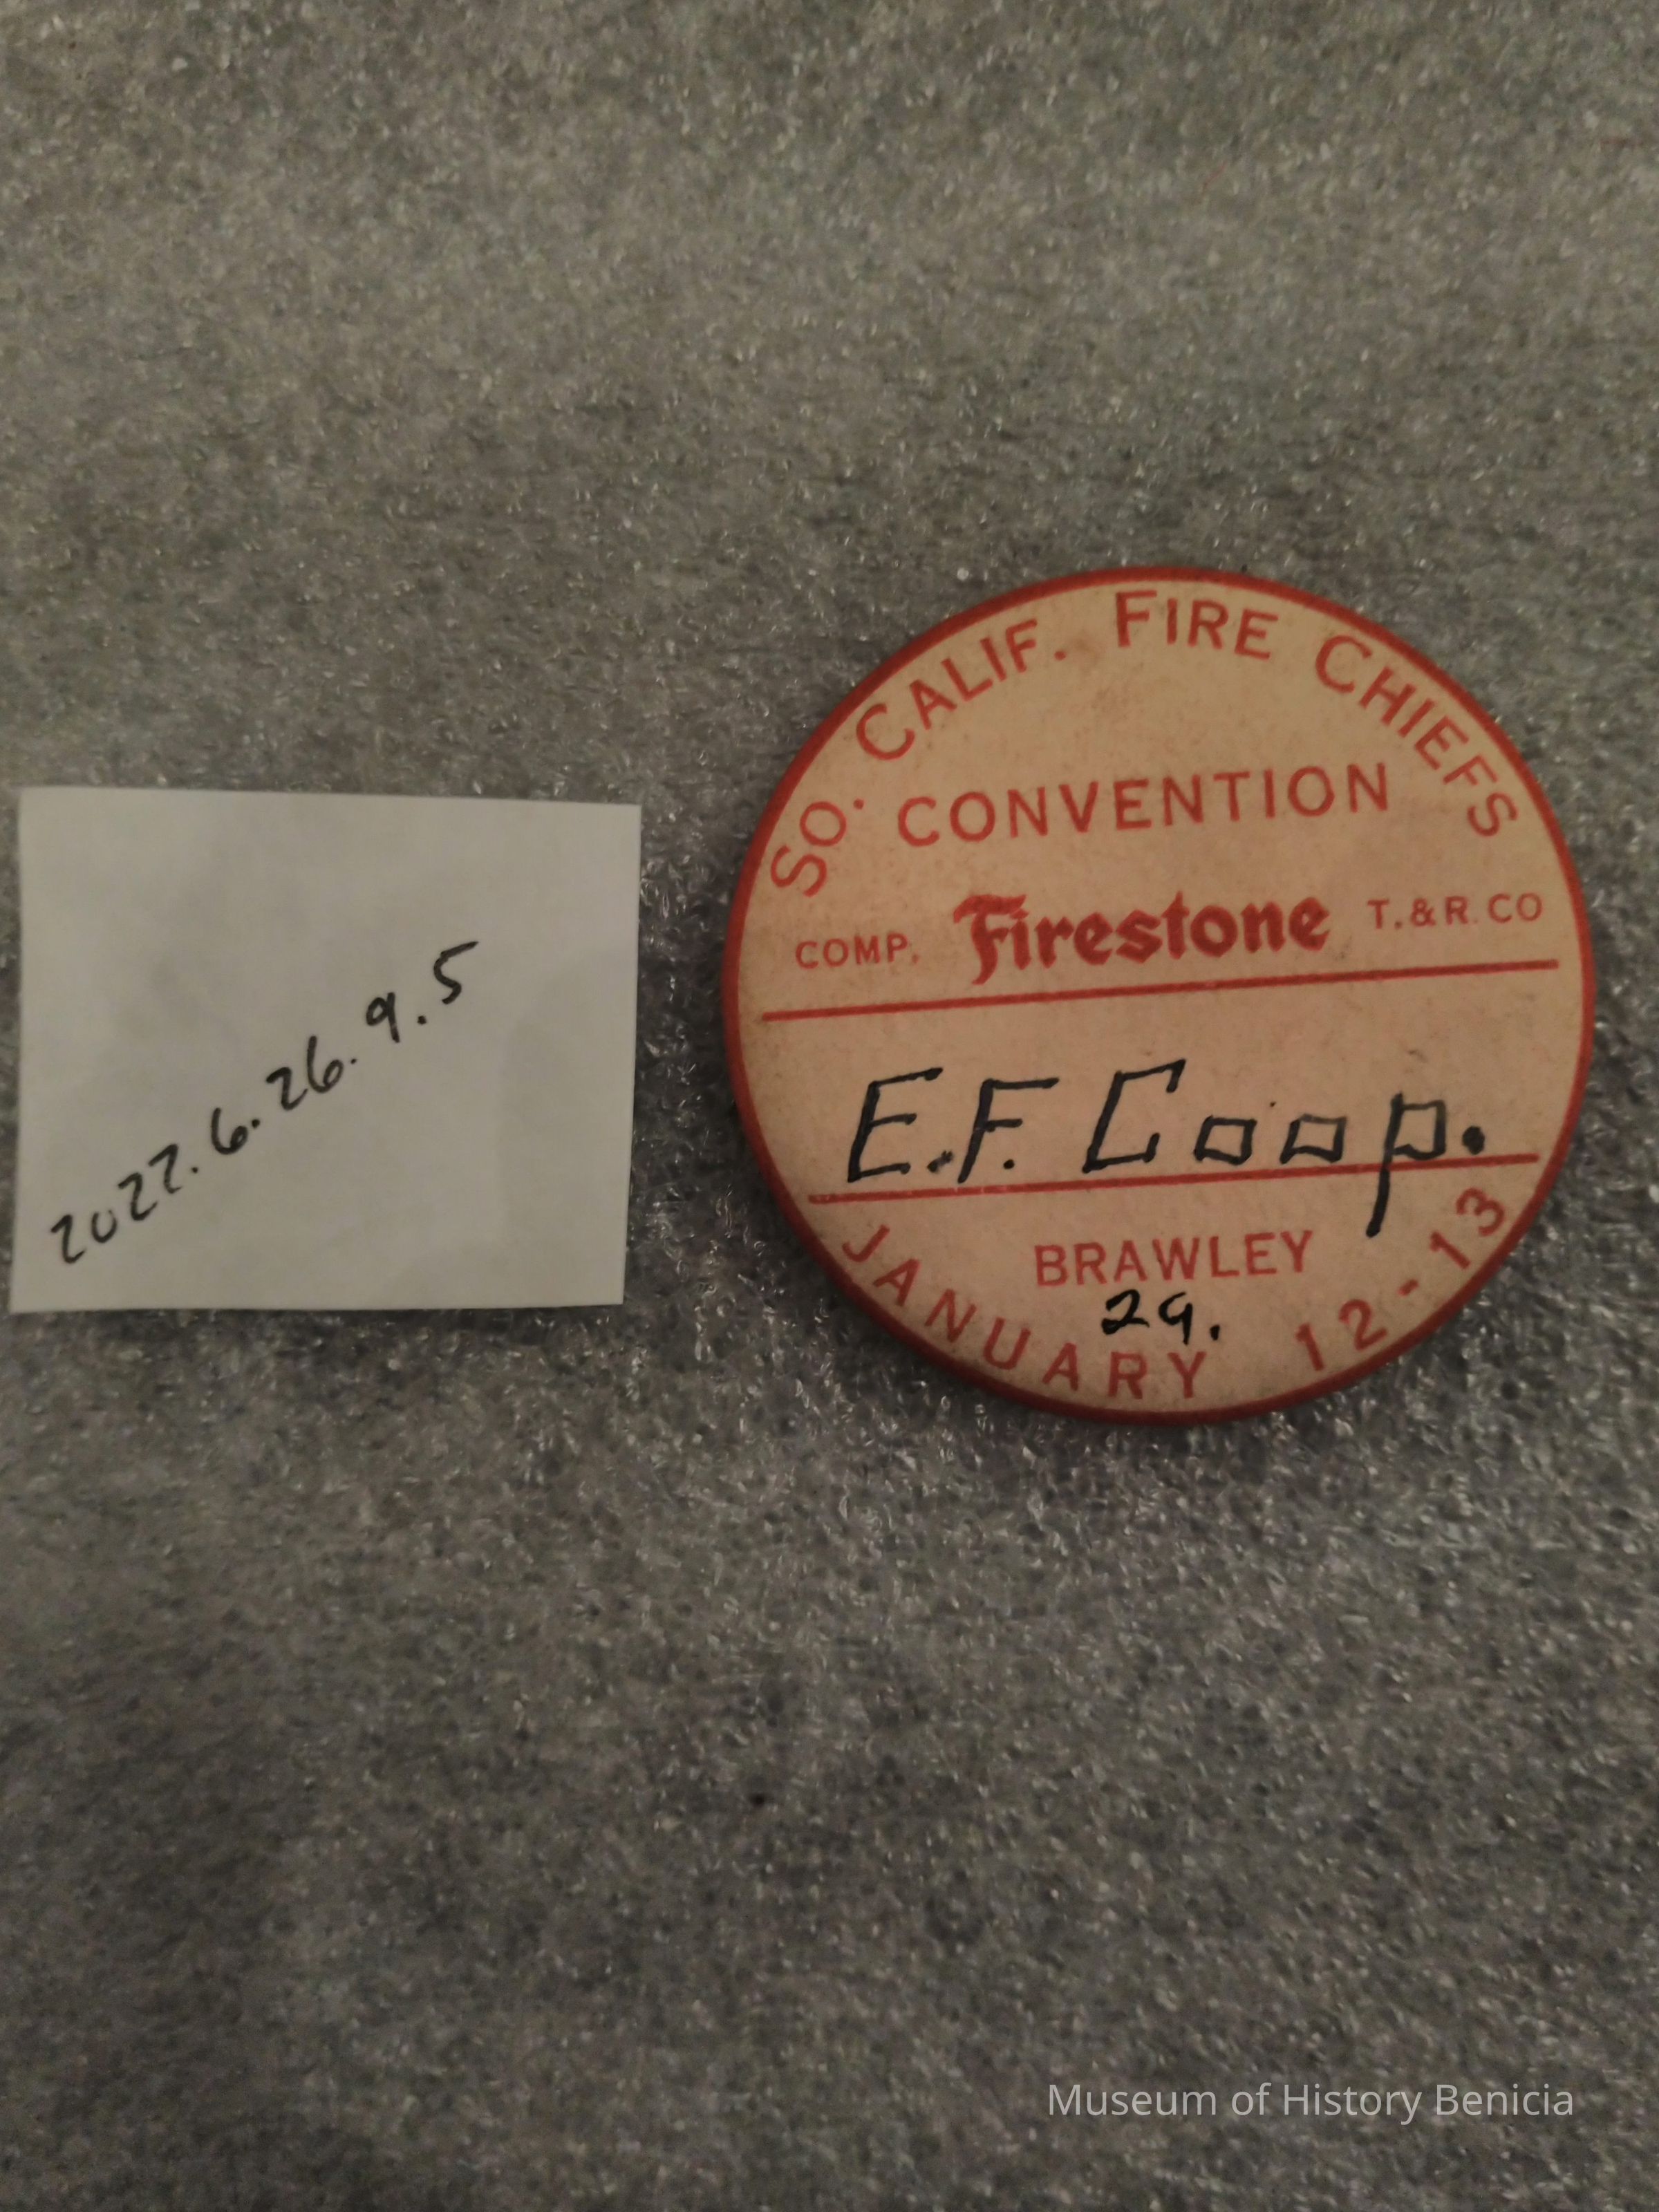 2022.6.26.9.5
SO. CALIF. FIRE CHIEFS
CONVENTION
COMP. Firestone T.&R.CO
E.F. Coop.
BRAWLEY
29.
JANUARY 12-13
Museum of History Benicia